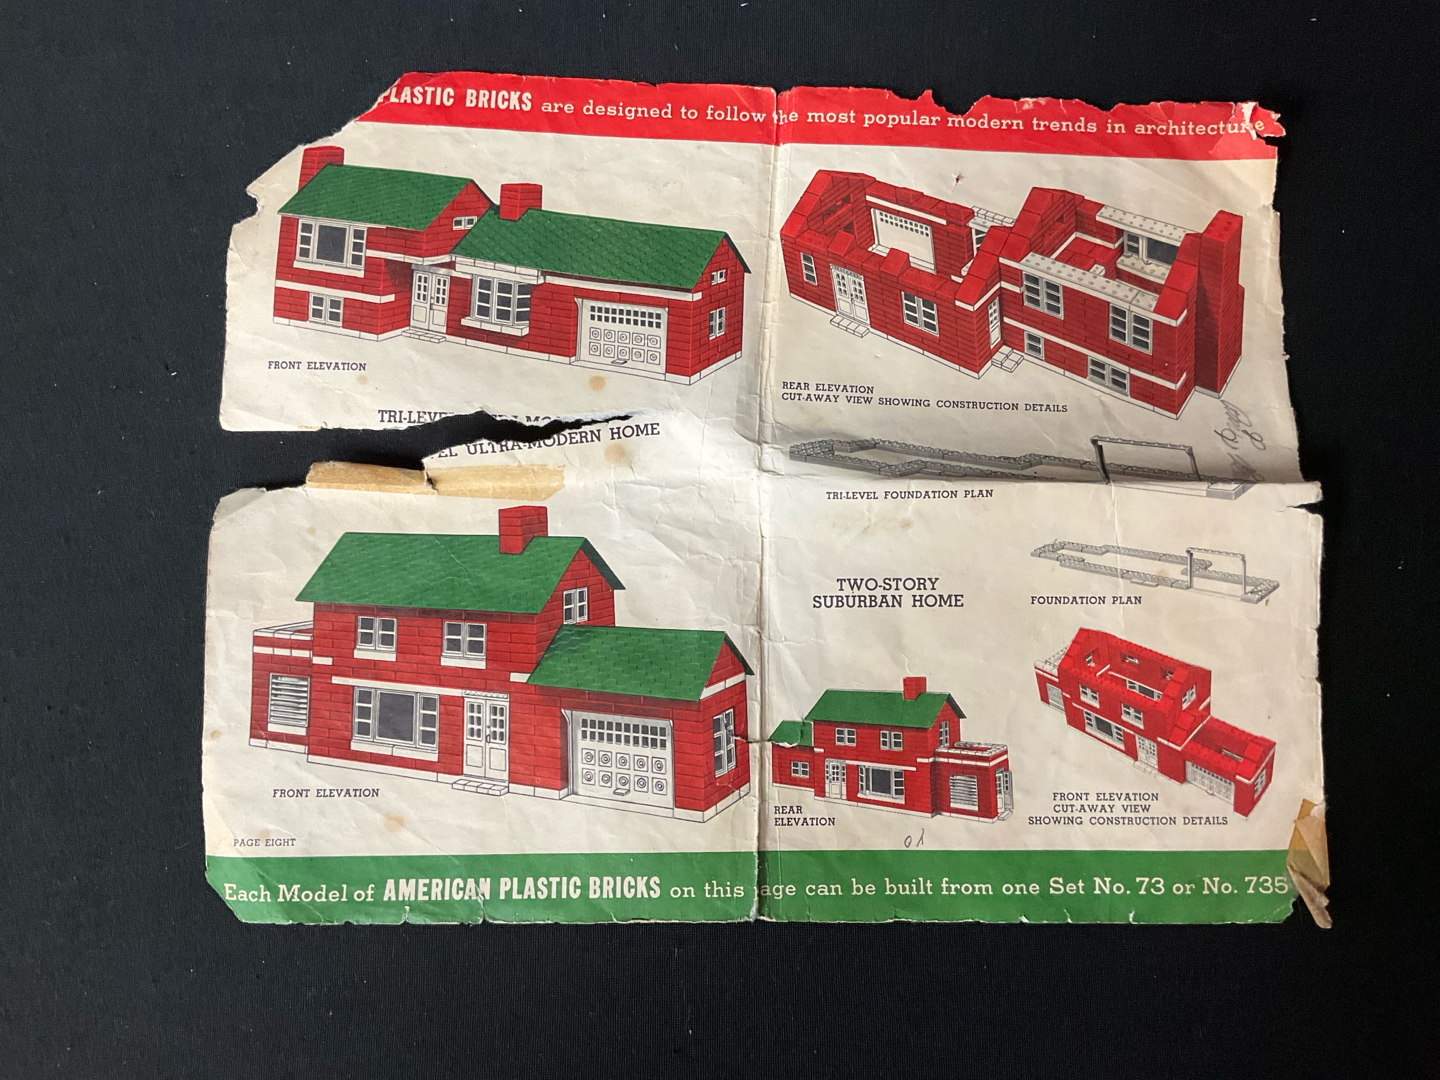 PLASTIC BRICKS are designed to follow the most popular modern trends in architecture
FRONT ELEVATION
REAR ELEVATION
CUT-AWAY VIEW SHOWING CONSTRUCTION DETAILS
ULTRA-MODERN HOME
TRI-LEVEL FOUNDATION PLAN
TWO-STORY
SUBURBAN HOME
FOUNDATION PLAN
FRONT ELEVATION
REAR
ELEVATION
FRONT ELEVATION
CUT-AWAY VIEW
SHOWING CONSTRUCTION DETAILS
PAGE EIGHT
Each Model of AMERICAN PLASTIC BRICKS on this age can be built from one Set No. 73 or No. 735